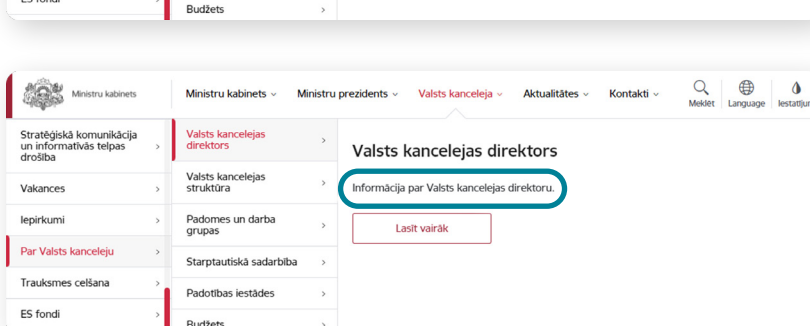 ES fondi
Budžets
Ministru kabinets
Ministru kabinets
Ministru prezidents
Valsts kanceleja
Aktualitātes
Kontakti
Meklēt
Language
Stratēģiskā komunikācija
un informatīvās telpas
drošība
Vakances
Iepirkumi
Par Valsts kanceleju
Trauksmes celšana
ES fondi
Valsts kancelejas
direktors
Valsts kancelejas
struktūra
Padomes un darba
grupas
Starptautiskā sadarbība
Padotības iestādes
Budžets
Valsts kancelejas direktors
Informācija par Valsts kancelejas direktoru.
Lasīt vairāk